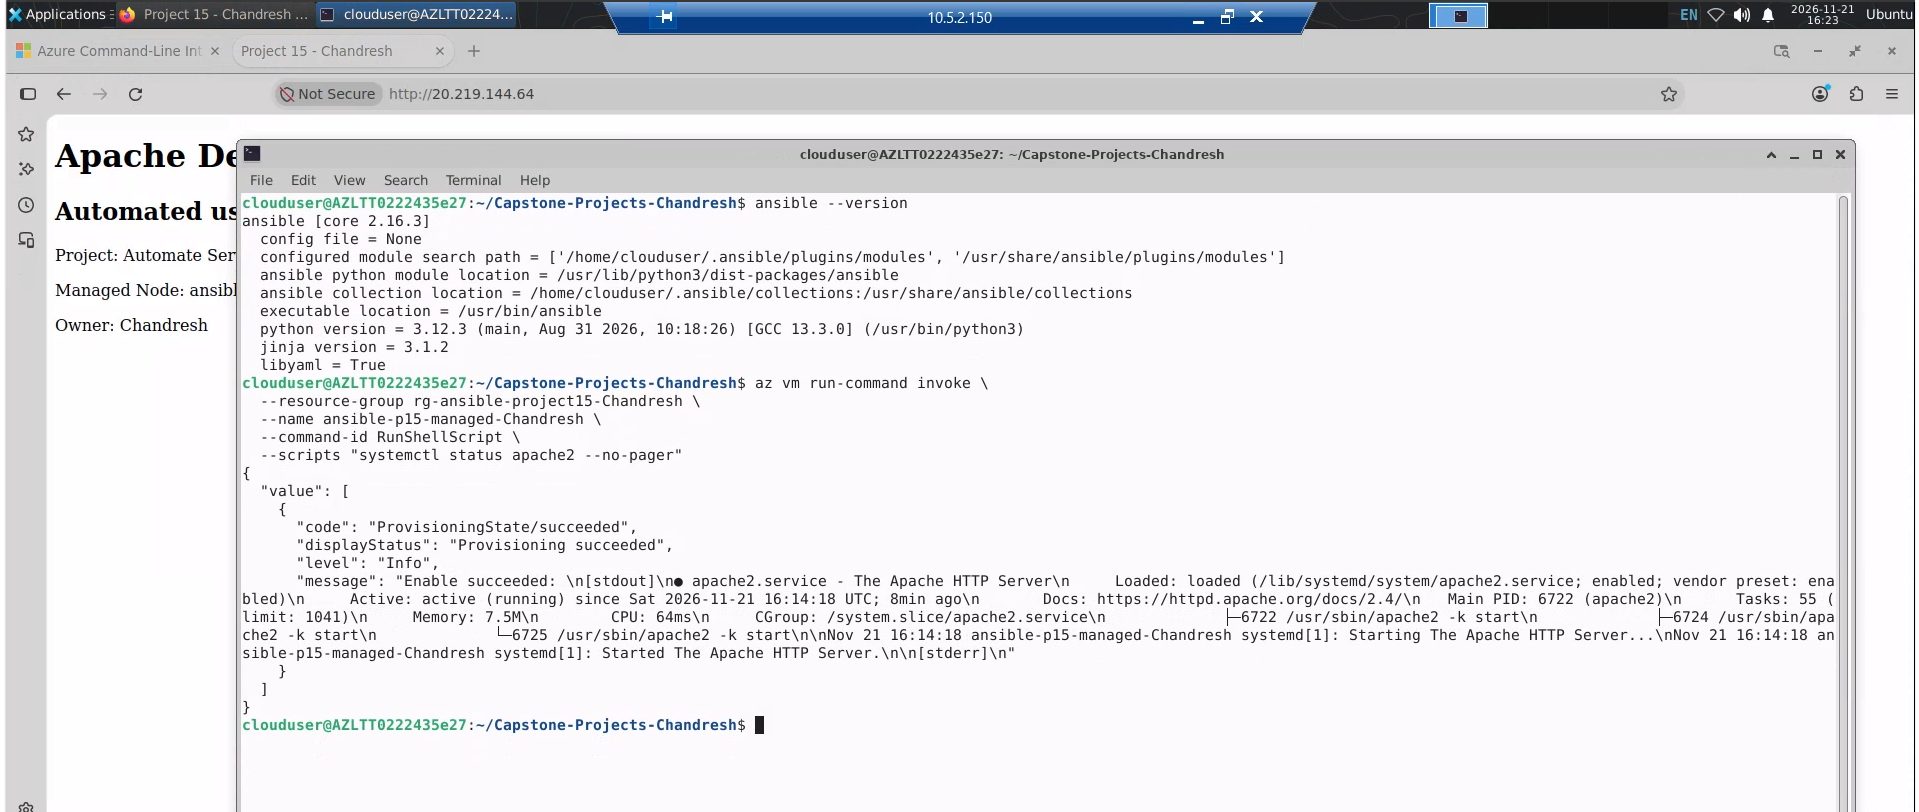 Applications
Project 15 - Chandresh ...
clouduser@AZLTT02224...
10.5.2.150
EN
2026-11-21
16:23
Ubuntu
Azure Command-Line Int
Project 15 - Chandresh
Not Secure
http://20.219.144.64
Apache De
Automated us
Project: Automate Ser
Managed Node: ansibl
Owner: Chandresh
clouduser@AZLTT0222435e27: ~/Capstone-Projects-Chandresh
File Edit View Search Terminal Help
clouduser@AZLTT0222435e27:~/Capstone-Projects-Chandresh$ ansible --version
ansible [core 2.16.3]
  config file = None
  configured module search path = ['/home/clouduser/.ansible/plugins/modules', '/usr/share/ansible/plugins/modules']
  ansible python module location = /usr/lib/python3/dist-packages/ansible
  ansible collection location = /home/clouduser/.ansible/collections:/usr/share/ansible/collections
  executable location = /usr/bin/ansible
  python version = 3.12.3 (main, Aug 31 2026, 10:18:26) [GCC 13.3.0] (/usr/bin/python3)
  jinja version = 3.1.2
  libyaml = True
clouduser@AZLTT0222435e27:~/Capstone-Projects-Chandresh$ az vm run-command invoke \
  --resource-group rg-ansible-project15-Chandresh \
  --name ansible-p15-managed-Chandresh \
  --command-id RunShellScript \
  --scripts "systemctl status apache2 --no-pager"
{
  "value": [
    {
      "code": "ProvisioningState/succeeded",
      "displayStatus": "Provisioning succeeded",
      "level": "Info",
      "message": "Enable succeeded: \n[stdout]\n● apache2.service - The Apache HTTP Server\n     Loaded: loaded (/lib/systemd/system/apache2.service; enabled; vendor preset: ena
bled)\n     Active: active (running) since Sat 2026-11-21 16:14:18 UTC; 8min ago\n       Docs: https://httpd.apache.org/docs/2.4/\n   Main PID: 6722 (apache2)\n      Tasks: 55 (
limit: 1041)\n     Memory: 7.5M\n        CPU: 64ms\n     CGroup: /system.slice/apache2.service\n             ├─6722 /usr/sbin/apache2 -k start\n             ├─6724 /usr/sbin/apa
che2 -k start\n             └─6725 /usr/sbin/apache2 -k start\n\nNov 21 16:14:18 ansible-p15-managed-Chandresh systemd[1]: Starting The Apache HTTP Server...\nNov 21 16:14:18 an
sible-p15-managed-Chandresh systemd[1]: Started The Apache HTTP Server.\n\n[stderr]\n"
    }
  ]
}
clouduser@AZLTT0222435e27:~/Capstone-Projects-Chandresh$